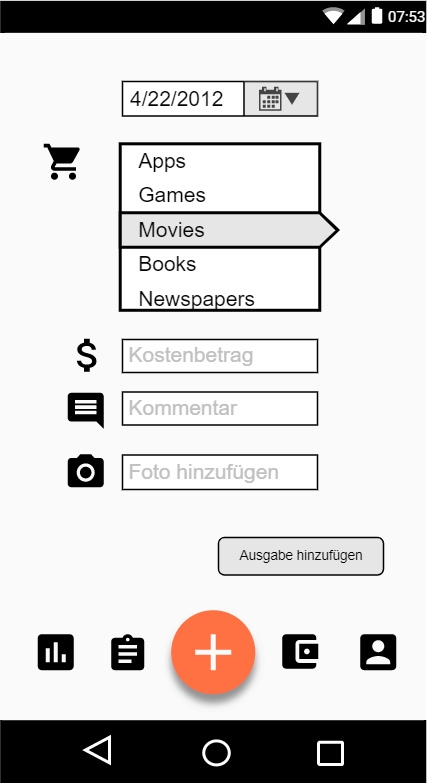 07:53
4/22/2012
Apps
Games
Movies
Books
Newspapers
Kostenbetrag
Kommentar
Foto hinzufügen
Ausgabe hinzufügen